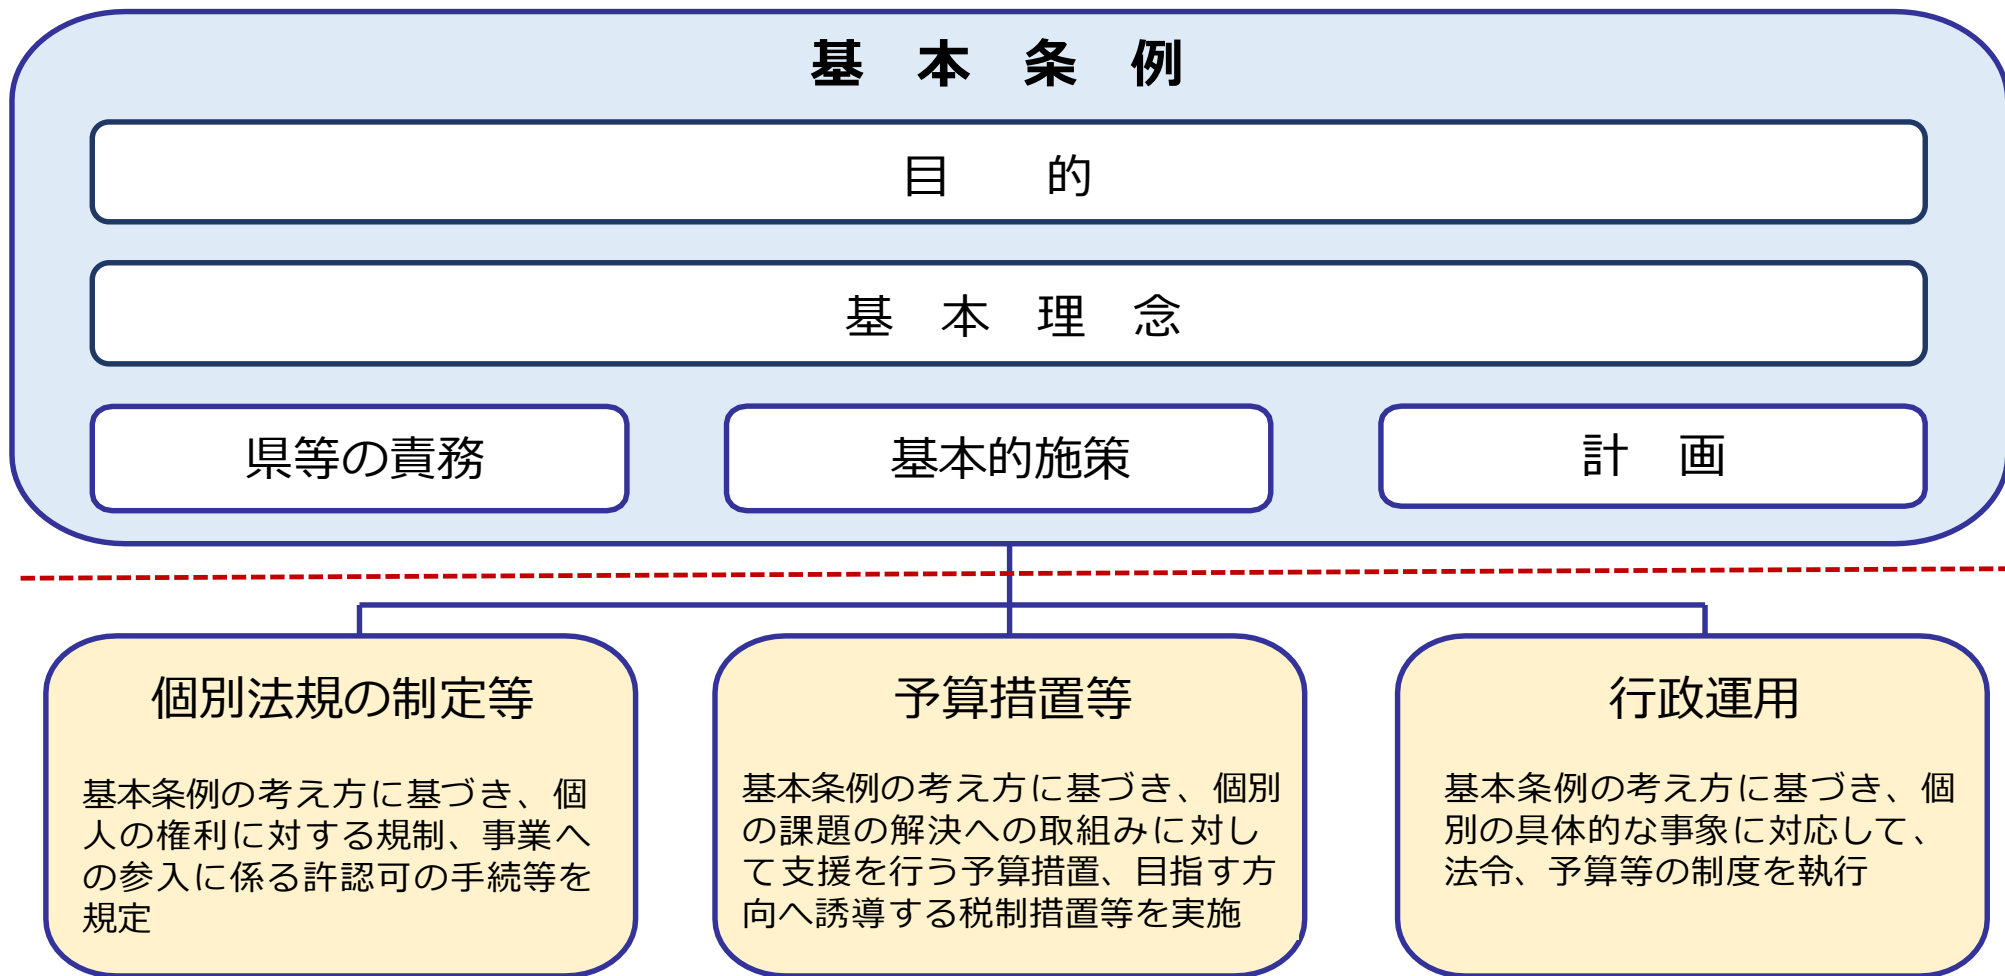 基　本　条　例
目　　的
基　本　理　念
県等の責務
基本的施策
計　画
個別法規の制定等
基本条例の考え方に基づき、個
人の権利に対する規制、事業へ
の参入に係る許認可の手続等を
規定
予算措置等
基本条例の考え方に基づき、個別
の課題の解決への取組みに対し
て支援を行う予算措置、目指す方
向へ誘導する税制措置等を実施
行政運用
基本条例の考え方に基づき、個
別の具体的な事象に対応して、
法令、予算等の制度を執行